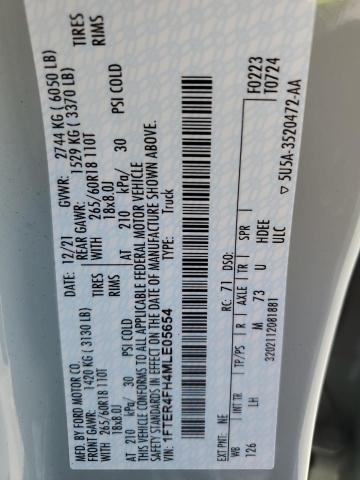 MFD. BY FORD MOTOR CO.
12/21 GVWR: 2744 KG (6050 LB)
FRONT GAWR: 1420 KG (3130 LB)
REAR GAWR: 1529 KG (3370 LB)
WITH 265/60R18 110T TIRES
WITH 265/60R18 110T TIRES
18x8.0J RIMS
18x8.0J RIMS
AT 210 kPa/ 30 PSI COLD
AT 210 kPa/ 30 PSI COLD
THIS VEHICLE CONFORMS TO ALL APPLICABLE FEDERAL MOTOR VEHICLE
SAFETY STANDARDS IN EFFECT ON THE DATE OF MANUFACTURE SHOWN ABOVE.
VIN: 1FTER4FH4MLE05654
TYPE: Truck
F0223
T0724
EXT PNT: NE RC: 71 DSO:
WB INT TR TP/PS R AXLE TR SPR
126 LH M 73 U HDEE
ULC
3202112081881
▽ 5U5A-3520472-AA